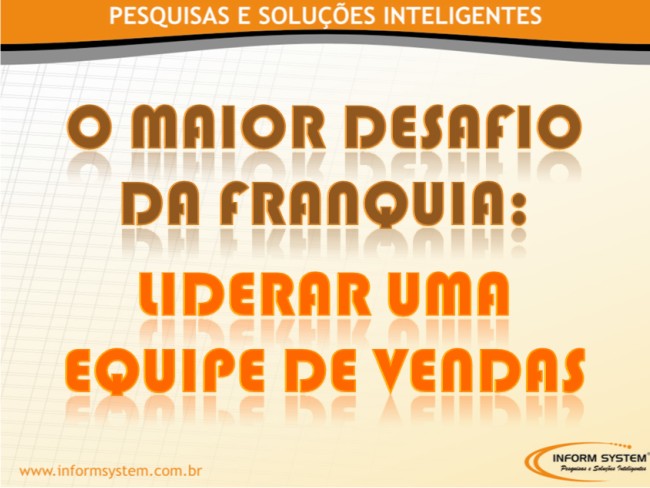 PESQUISAS E SOLUÇÕES INTELIGENTES
O MAIOR DESAFIO
DA FRANQUIA:
LIDERAR UMA
EQUIPE DE VENDAS
www.informsystem.com.br
INFORM SYSTEM
Pesquisas e Soluções Inteligentes